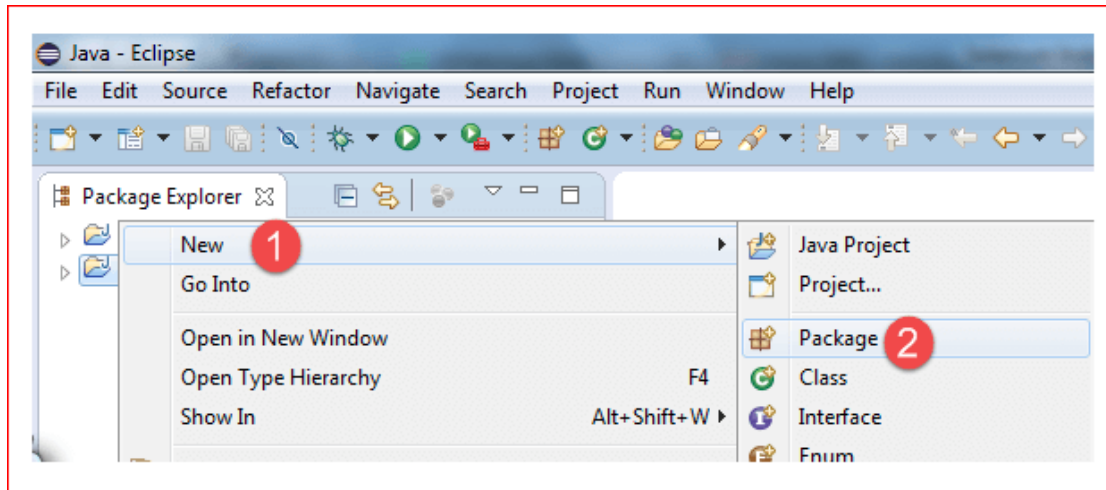 Java - Eclipse
File Edit Source Refactor Navigate Search Project Run Window Help
Package Explorer
New 1
Go Into
Open in New Window
Open Type Hierarchy F4
Show In Alt+Shift+W
Java Project
Project...
Package 2
Class
Interface
Enum